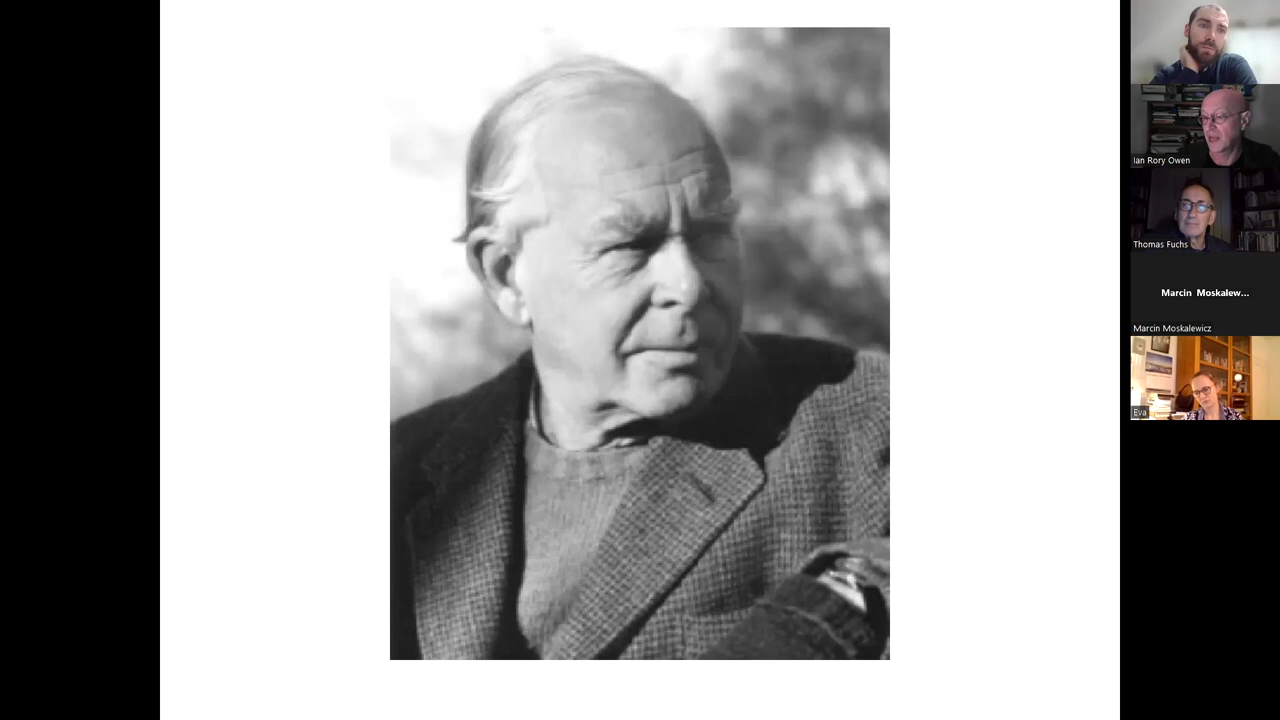 Ian Rory Owen
Thomas Fuchs
Marcin Moskalew...
Marcin Moskalewicz
Eva